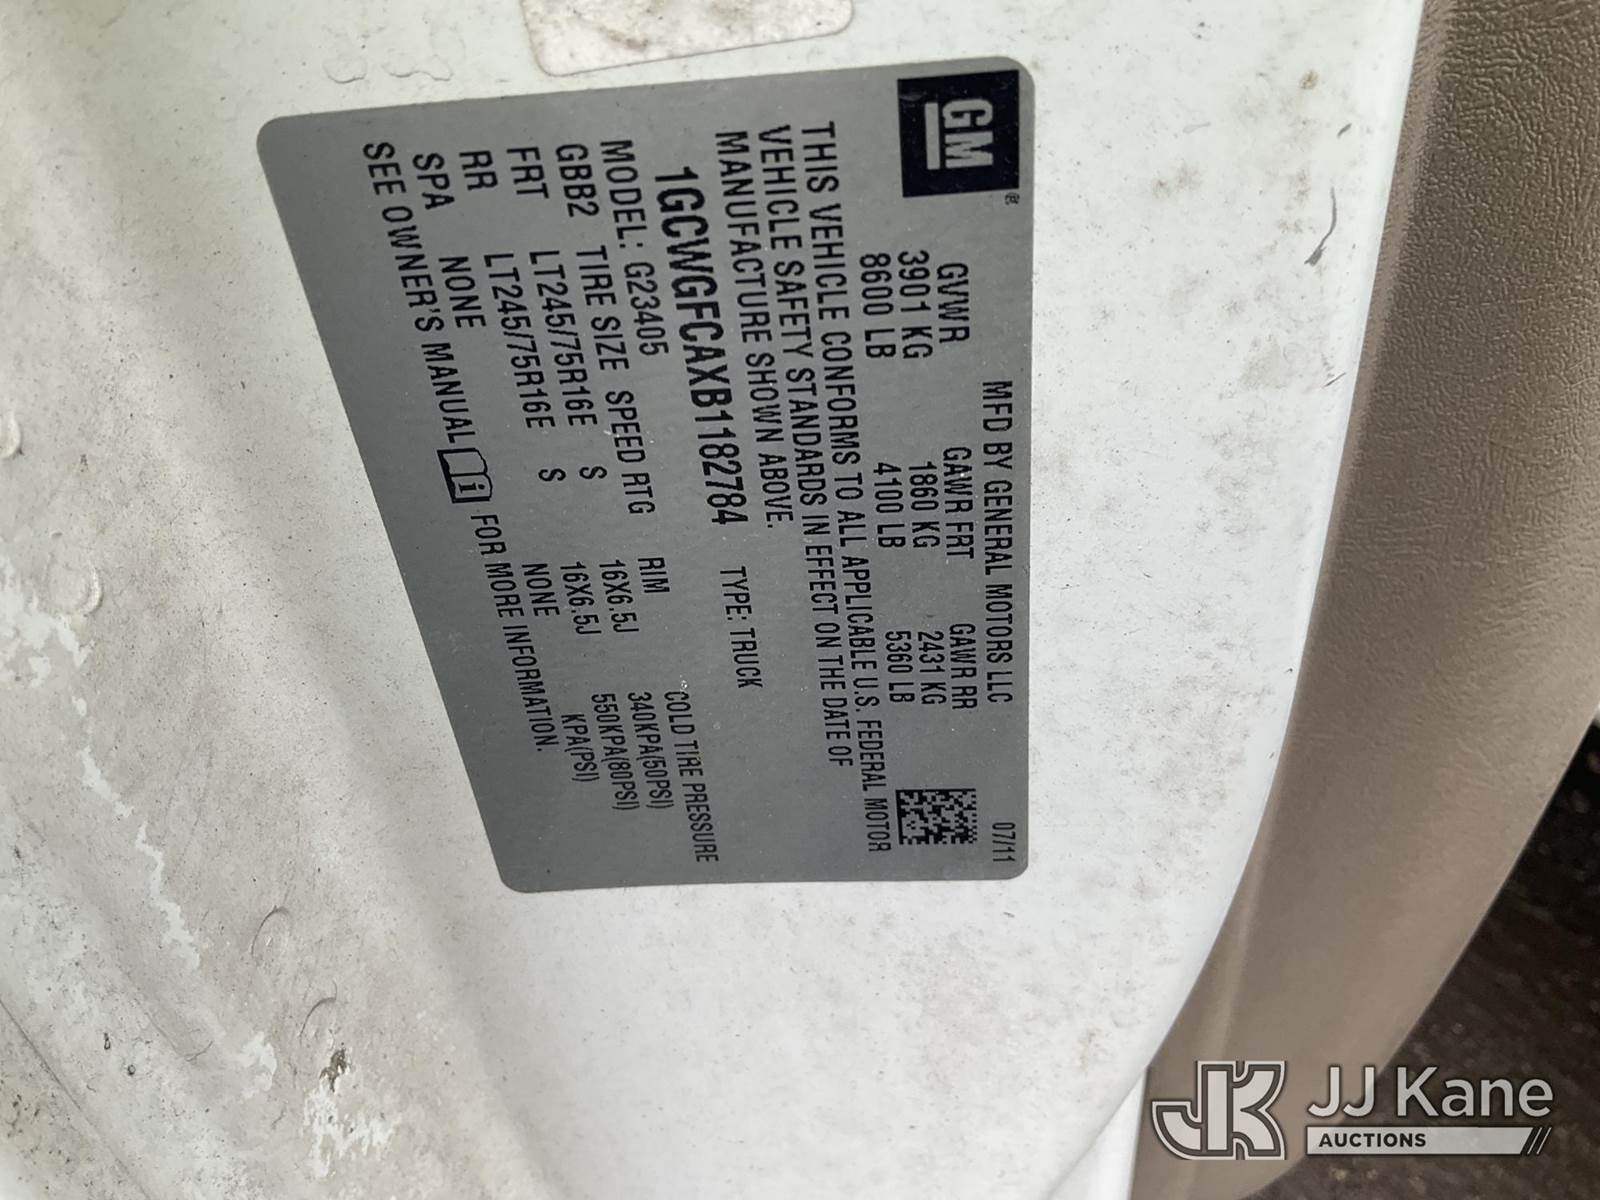 GM ®
MFD BY GENERAL MOTORS LLC 07/11
GVWR GAWR FRT GAWR RR
3901 KG 1860 KG 2431 KG
8600 LB 4100 LB 5360 LB
THIS VEHICLE CONFORMS TO ALL APPLICABLE U.S. FEDERAL MOTOR
VEHICLE SAFETY STANDARDS IN EFFECT ON THE DATE OF
MANUFACTURE SHOWN ABOVE.
1GCWGFCAXB1182784 TYPE: TRUCK
MODEL: G23405
GBB2 TIRE SIZE SPEED RTG RIM COLD TIRE PRESSURE
FRT LT245/75R16E S 16X6.5J 340KPA(50PSI)
RR LT245/75R16E S 16X6.5J 550KPA(80PSI)
SPA NONE NONE KPA(PSI)
SEE OWNER'S MANUAL i FOR MORE INFORMATION.
JK JJ Kane
AUCTIONS